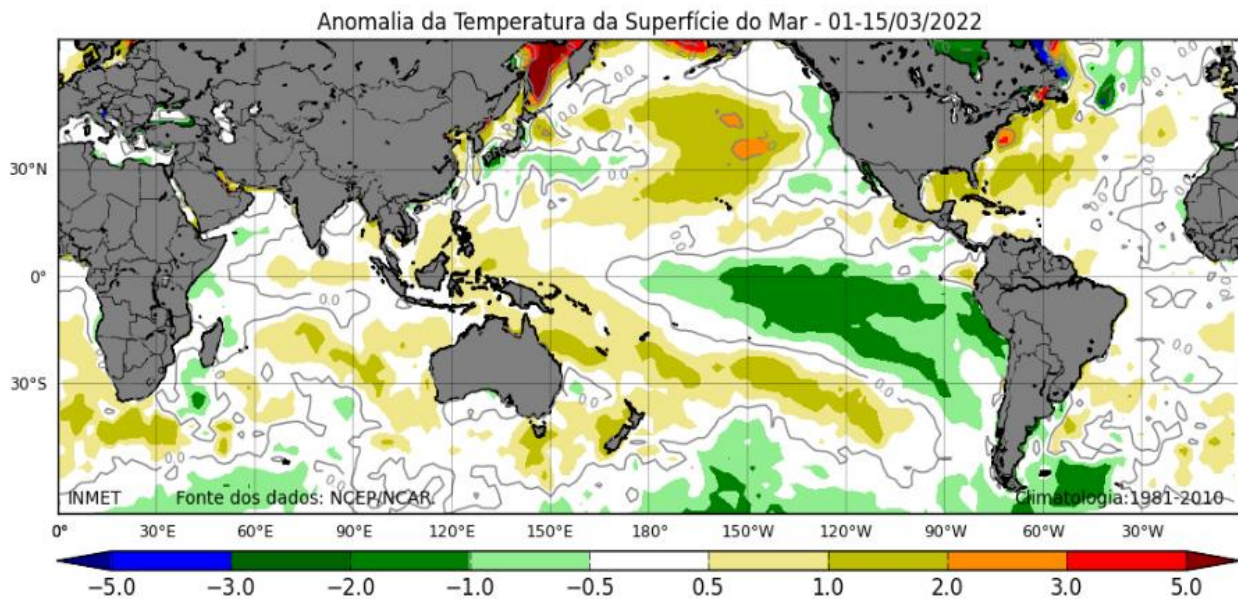 Anomalia da Temperatura da Superfície do Mar - 01-15/03/2022
30°N
0°
30°S
INMET Fonte dos dados: NCEP/NCAR. Climatologia:1981-2010
0° 30°E 60°E 90°E 120°E 150°E 180° 150°W 120°W 90°W 60°W 30°W
−5.0 −3.0 −2.0 −1.0 −0.5 0.5 1.0 2.0 3.0 5.0